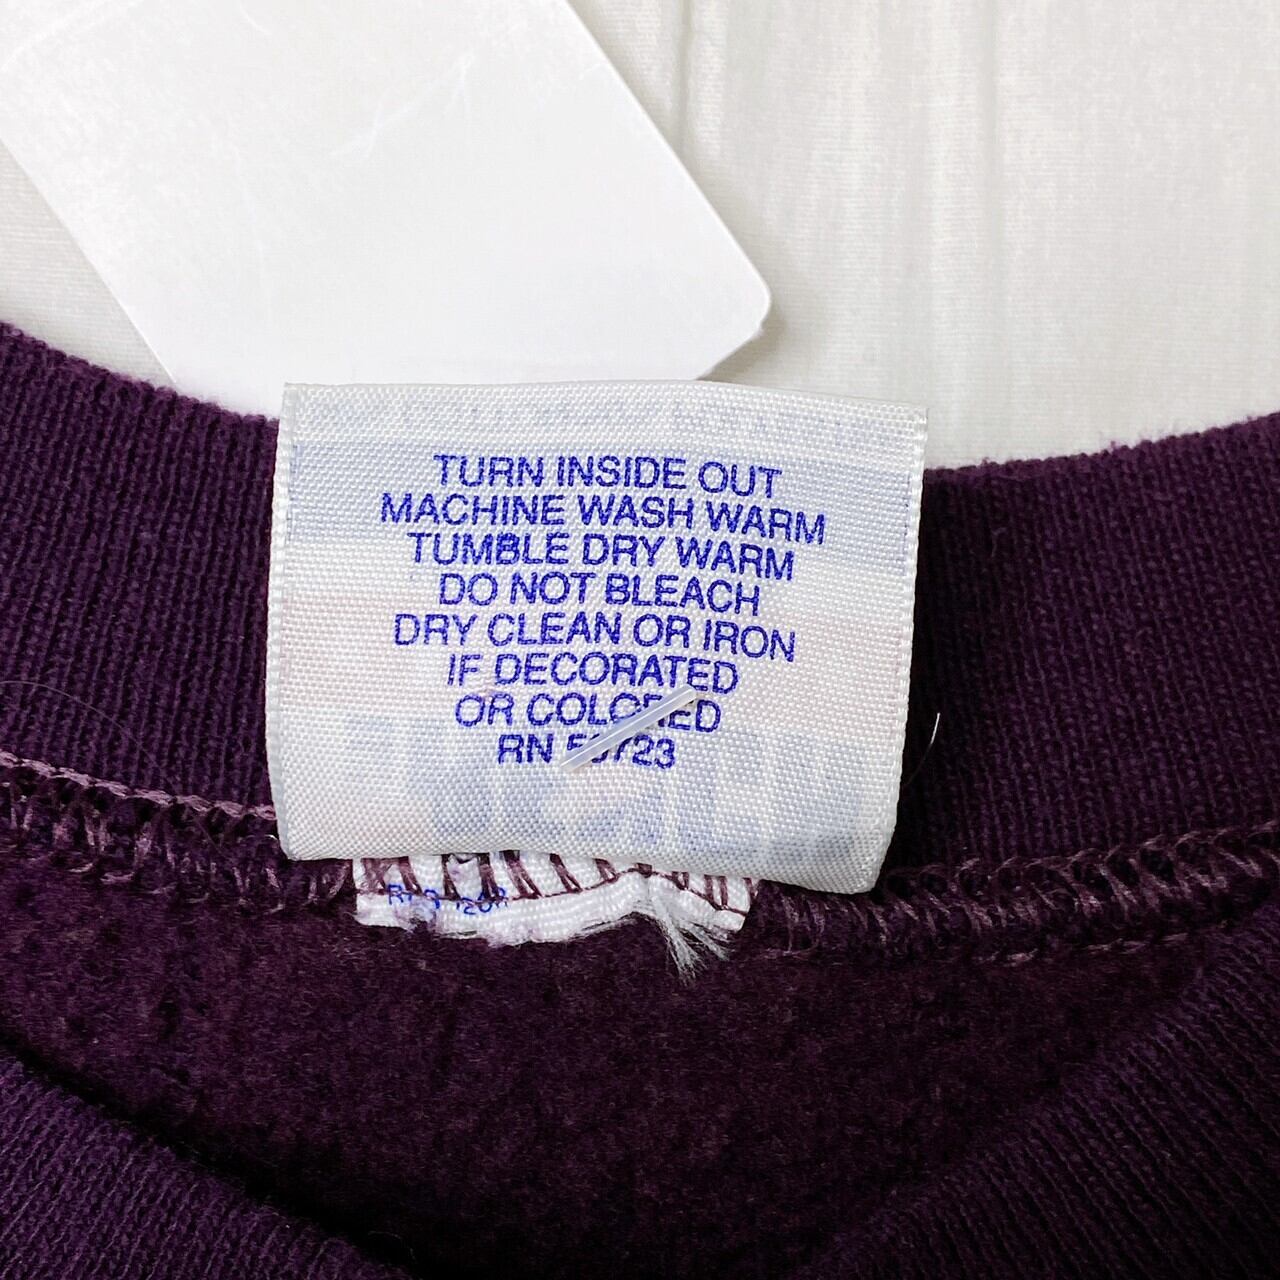 TURN INSIDE OUT
MACHINE WASH WARM
TUMBLE DRY WARM
DO NOT BLEACH
DRY CLEAN OR IRON
IF DECORATED
OR COLORED
RN